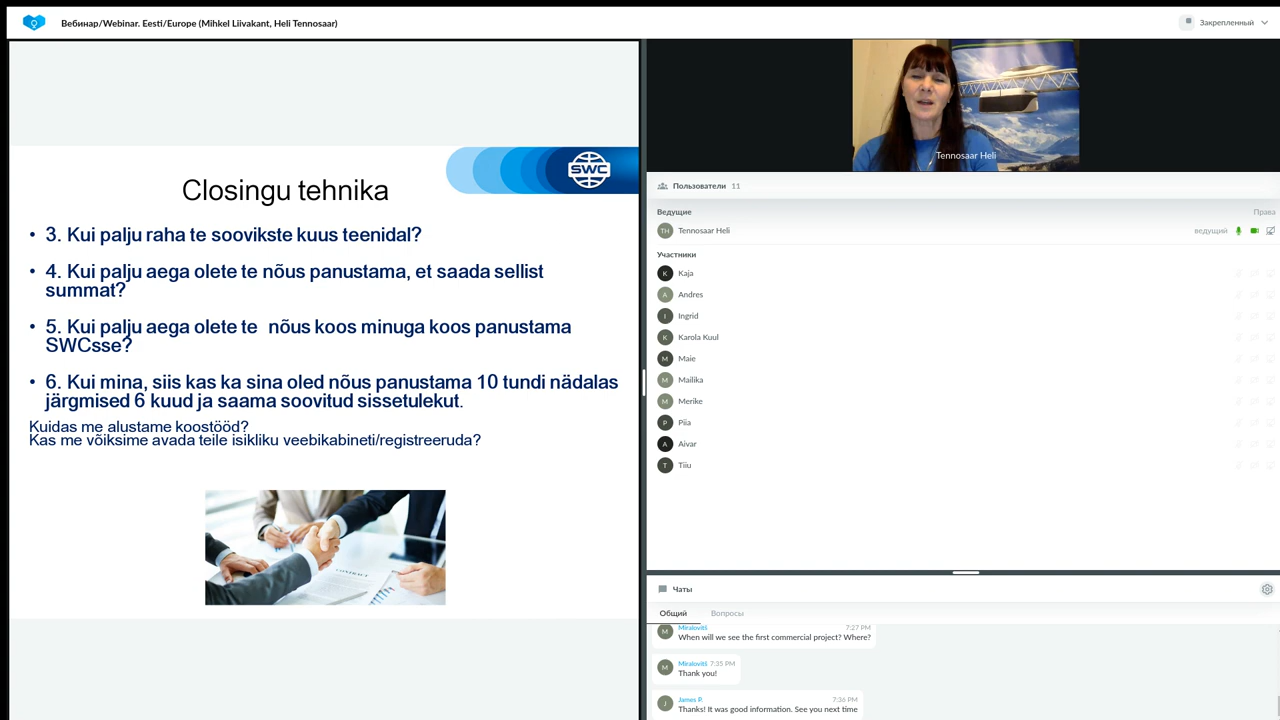 Вебинар/Webinar. Eesti/Europe (Mihkel Liivakant, Heli Tennosaar)
Закрепленный
SWC
Closingu tehnika
• 3. Kui palju raha te soovikste kuus teenidal?
• 4. Kui palju aega olete te nõus panustama, et saada sellist
summat?
• 5. Kui palju aega olete te nõus koos minuga koos panustama
SWCsse?
• 6. Kui mina, siis kas ka sina oled nõus panustama 10 tundi nädalas
järgmised 6 kuud ja saama soovitud sissetulekut.
Kuidas me alustame koostööd?
Kas me võiksime avada teile isikliku veebikabineti/registreeruda?
CONTRACT
Tennosaar Heli
Пользователи 11
Ведущие Права
TH Tennosaar Heli ведущий
Участники
K Kaja
A Andres
I Ingrid
K Karola Kuul
M Maie
M Mailika
M Merike
P Piia
A Aivar
T Tiiu
Чаты
Общий Вопросы
M Miralovitš 7:27 PM
When will we see the first commercial project? Where?
M Miralovitš 7:35 PM
Thank you!
J James P. 7:36 PM
Thanks! It was good information. See you next time